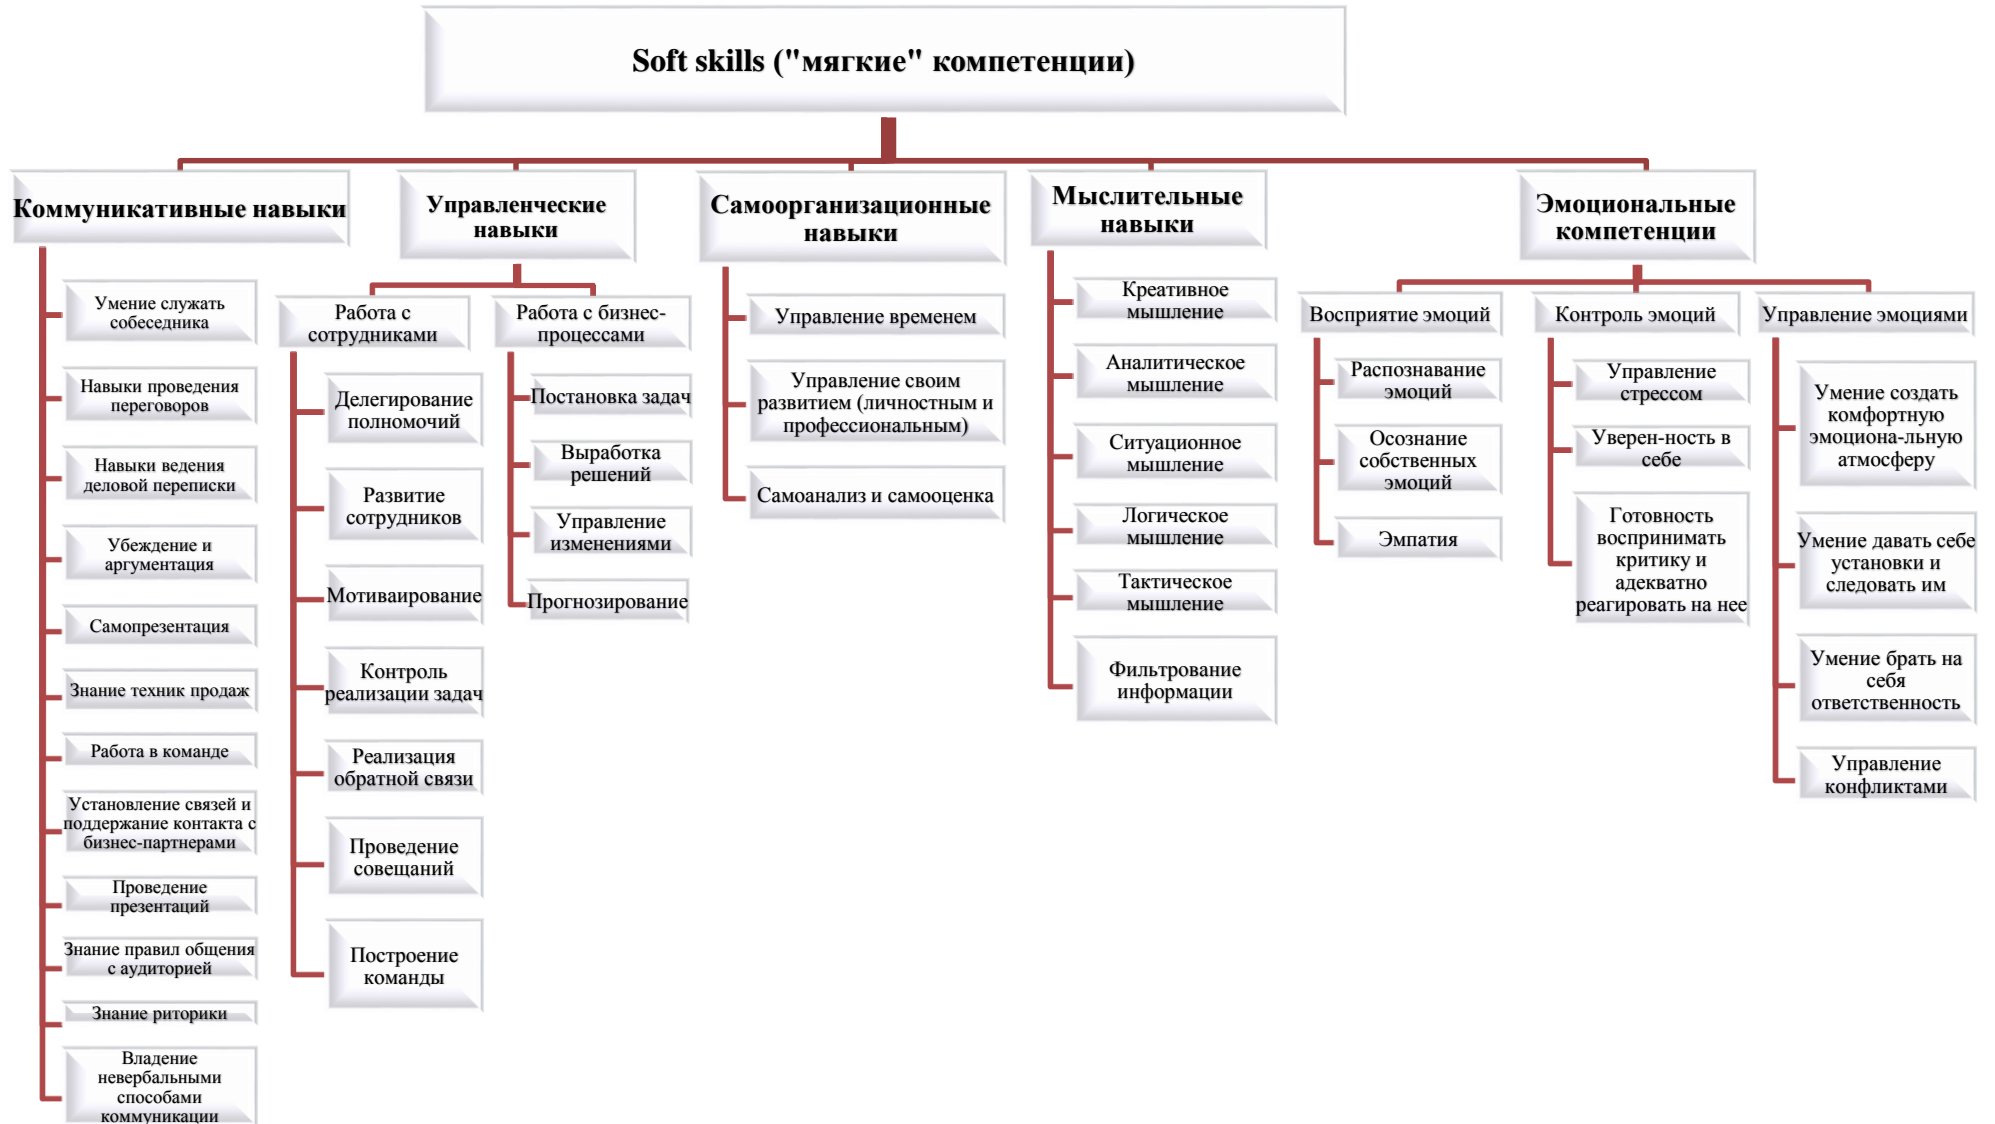 Soft skills ("мягкие" компетенции)
Коммуникативные навыки
Умение служать
собеседника
Навыки проведения
переговоров
Навыки ведения
деловой переписки
Убеждение и
аргументация
Самопрезентация
Знание техник продаж
Работа в команде
Установление связей и
поддержание контакта с
бизнес-партнерами
Проведение
презентаций
Знание правил общения
с аудиторией
Знание риторики
Владение
невербальными
способами
коммуникации
Управленческие
навыки
Работа с
сотрудниками
Делегирование
полномочий
Развитие
сотрудников
Мотиваирование
Контроль
реализации задач
Реализация
обратной связи
Проведение
совещаний
Построение
команды
Работа с бизнес-
процессами
Постановка задач
Выработка
решений
Управление
изменениями
Прогнозирование
Самоорганизационные
навыки
Управление временем
Управление своим
развитием (личностным и
профессиональным)
Самоанализ и самооценка
Мыслительные
навыки
Креативное
мышление
Аналитическое
мышление
Ситуационное
мышление
Логическое
мышление
Тактическое
мышление
Фильтрование
информации
Эмоциональные
компетенции
Восприятие эмоций
Распознавание
эмоций
Осознание
собственных
эмоций
Эмпатия
Контроль эмоций
Управление
стрессом
Уверен-ность в
себе
Готовность
воспринимать
критику и
адекватно
реагировать на нее
Управление эмоциями
Умение создать
комфортную
эмоциона-льную
атмосферу
Умение давать себе
установки и
следовать им
Умение брать на
себя
ответственность
Управление
конфликтами